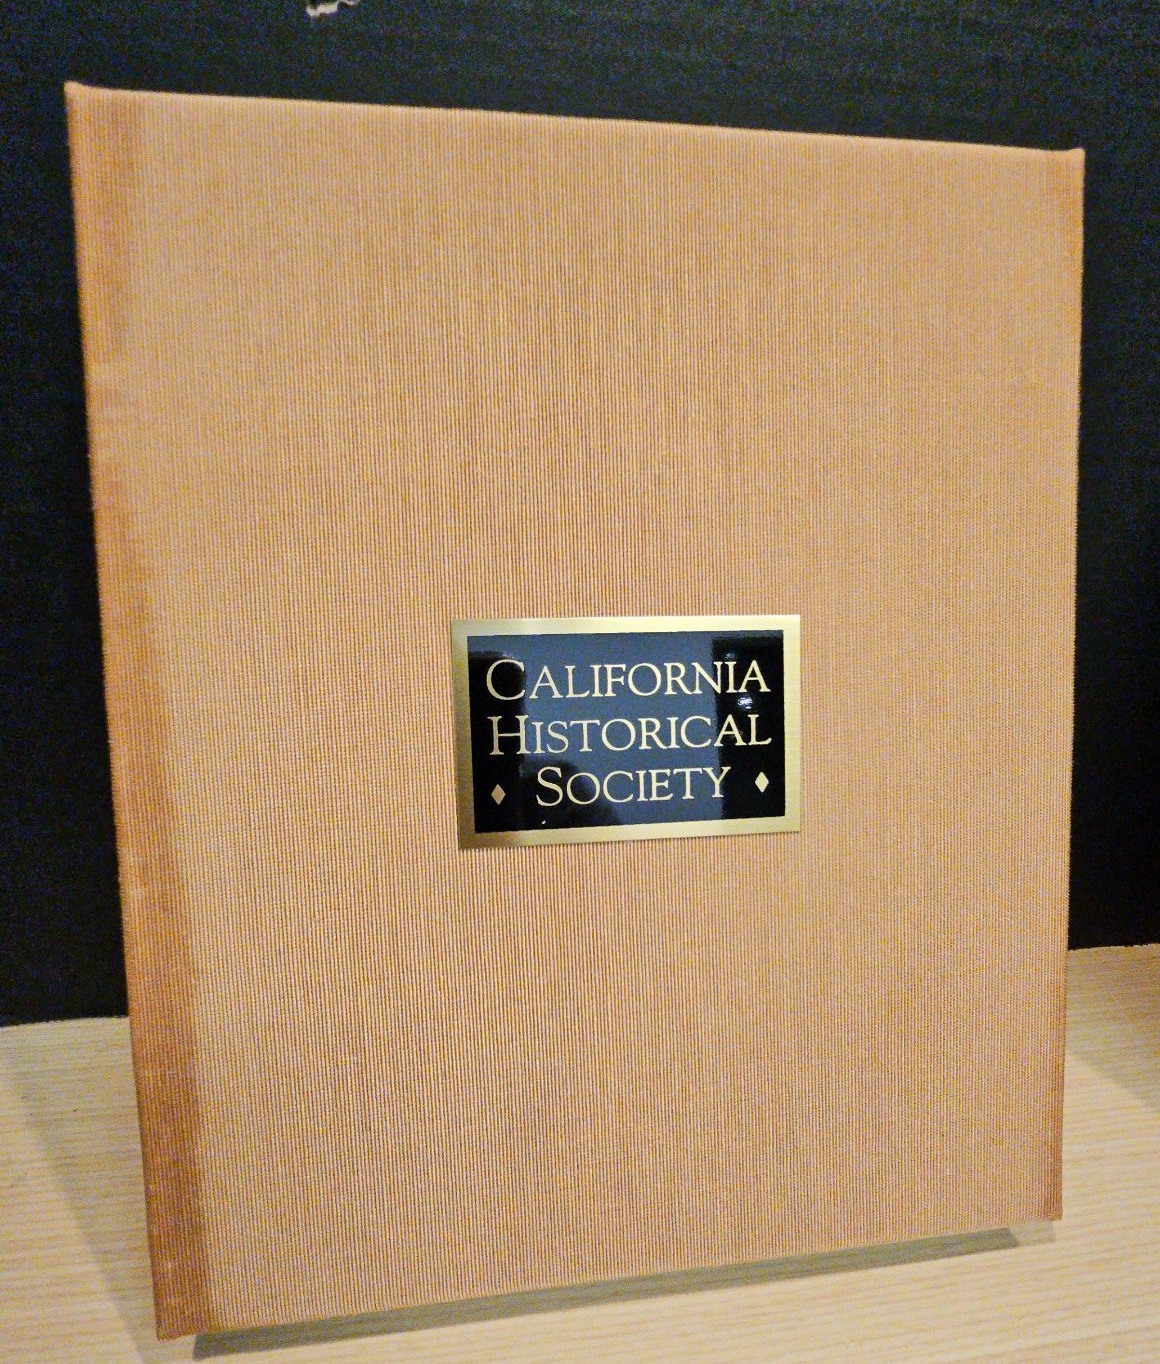 CALIFORNIA
HISTORICAL
♦ SOCIETY ♦